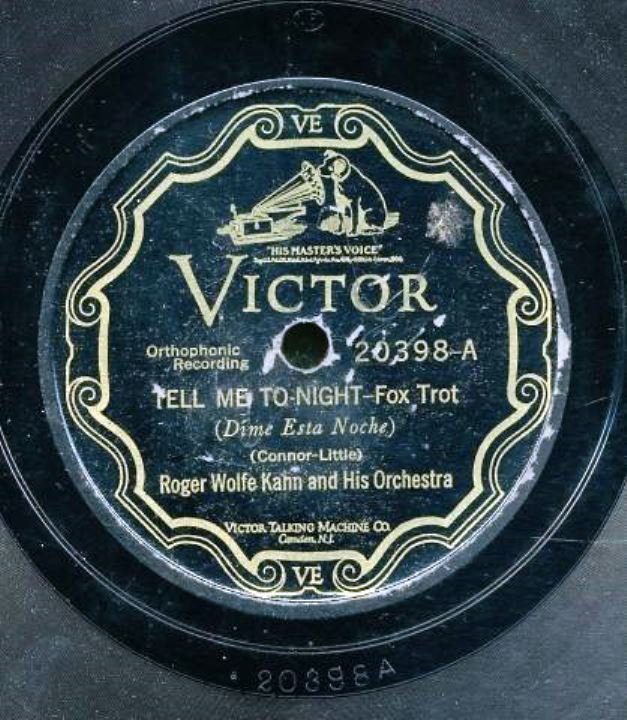 VE
"HIS MASTER'S VOICE"
VICTOR
Orthophonic
Recording
20398-A
TELL ME TO-NIGHT-Fox Trot
(Dime Esta Noche)
(Connor-Little)
Roger Wolfe Kahn and His Orchestra
VICTOR TALKING MACHINE CO.
Camden, N.J.
VE
20398A